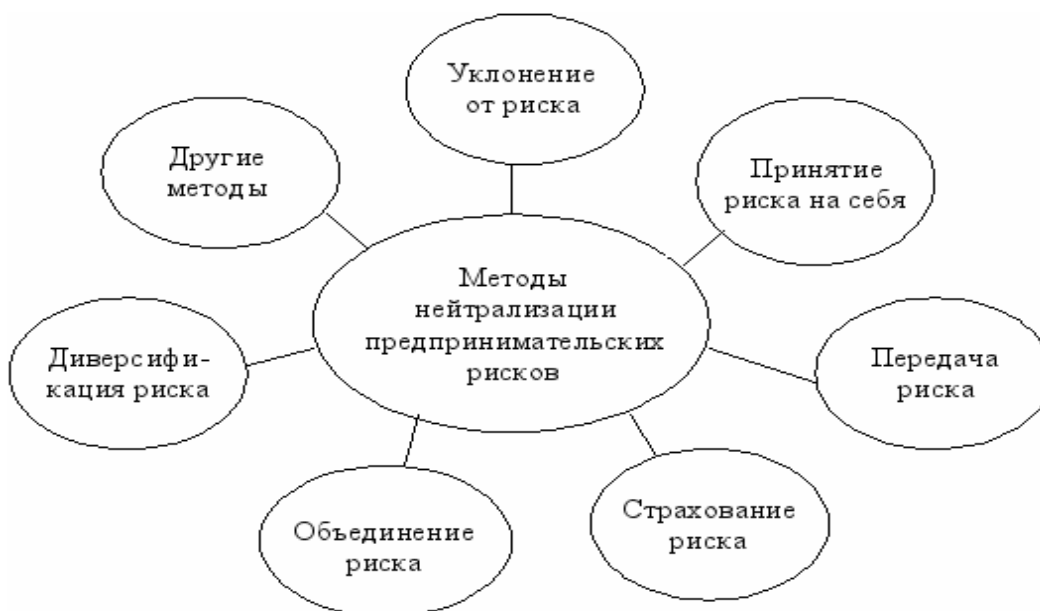 Уклонение
от риска
Другие
методы
Принятие
риска на себя
Методы
нейтрализации
предпринимательских
рисков
Диверсифи-
кация риска
Передача
риска
Объединение
риска
Страхование
риска